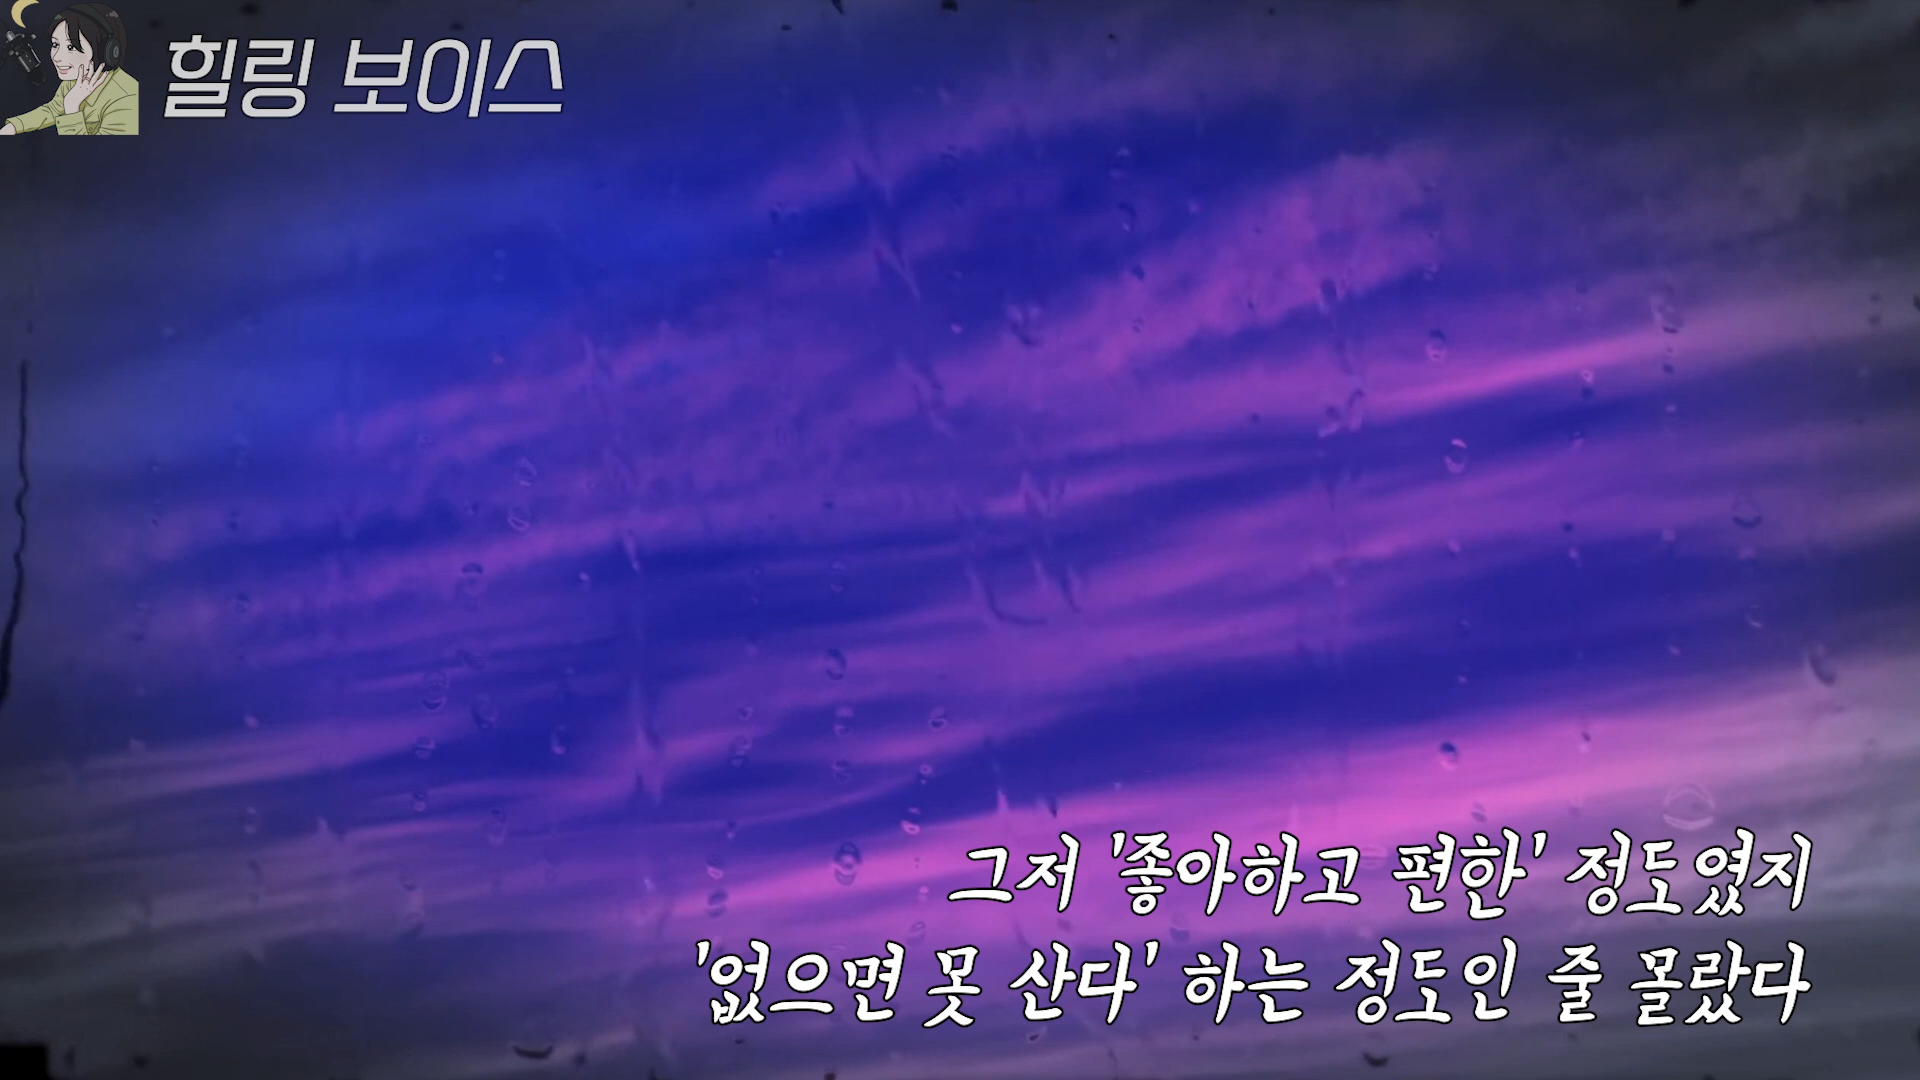 힐링 보이스
그저 '좋아하고 편한' 정도였지
'없으면 못 산다' 하는 정도인 줄 몰랐다